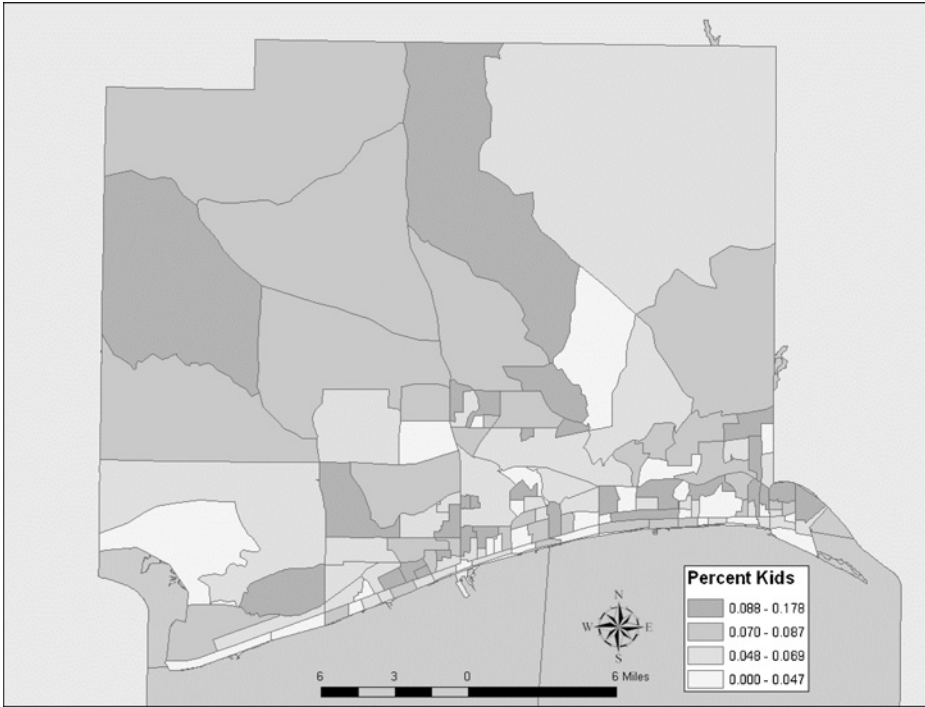 N
W E
S
6 3 0 6 Miles
Percent Kids
0.088 - 0.178
0.070 - 0.087
0.048 - 0.069
0.000 - 0.047